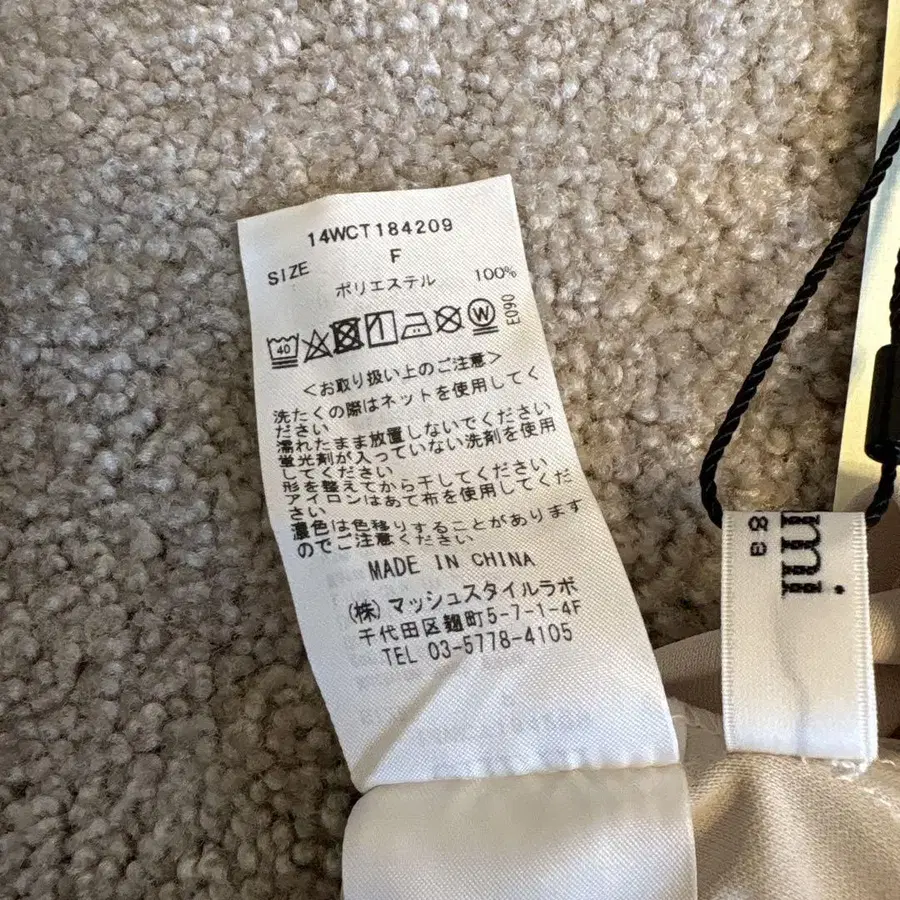 14WCT184209
SIZE F
ポリエステル 100%
40 W E090
<お取り扱い上のご注意>
洗たくの際はネットを使用してく
ださい
濡れたまま放置しないでください
蛍光剤が入っていない洗剤を使用
してください
形を整えてから干してください
アイロンはあて布を使用してくだ
さい
濃色は色移りすることがあります
のでご注意ください
MADE IN CHINA
(株)マッシュスタイルラボ
千代田区麹町5-7-1-4F
TEL 03-5778-4105
mi